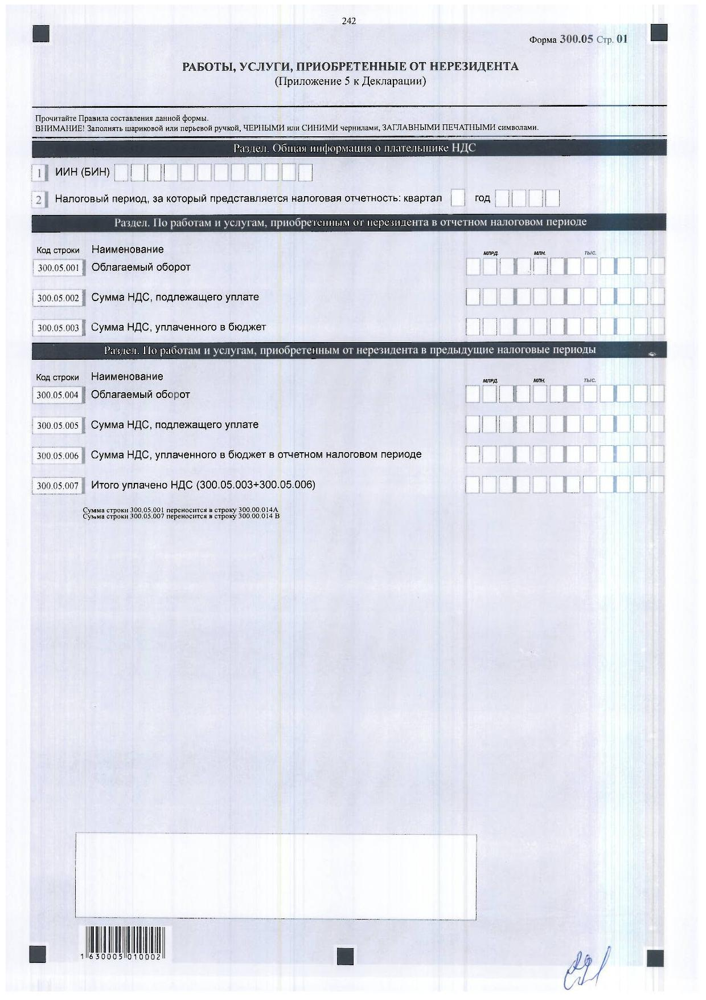 242
Форма 300.05 Стр. 01
РАБОТЫ, УСЛУГИ, ПРИОБРЕТЕННЫЕ ОТ НЕРЕЗИДЕНТА
(Приложение 5 к Декларации)
Прочитайте Правила составления данной формы.
ВНИМАНИЕ! Заполнять шариковой или перьевой ручкой, ЧЕРНЫМИ или СИНИМИ чернилами, ЗАГЛАВНЫМИ ПЕЧАТНЫМИ символами.
Раздел. Общая информация о плательщике НДС
1 ИИН (БИН)
2 Налоговый период, за который представляется налоговая отчетность: квартал год
Раздел. По работам и услугам, приобретенным от нерезидента в отчетном налоговом периоде
Код строки Наименование млрд. млн. тыс.
300.05.001 Облагаемый оборот
300.05.002 Сумма НДС, подлежащего уплате
300.05.003 Сумма НДС, уплаченного в бюджет
Раздел. По работам и услугам, приобретенным от нерезидента в предыдущие налоговые периоды
Код строки Наименование млрд. млн. тыс.
300.05.004 Облагаемый оборот
300.05.005 Сумма НДС, подлежащего уплате
300.05.006 Сумма НДС, уплаченного в бюджет в отчетном налоговом периоде
300.05.007 Итого уплачено НДС (300.05.003+300.05.006)
Сумма строки 300.05.001 переносится в строку 300.00.014А
Сумма строки 300.05.007 переносится в строку 300.00.014 В
1 630005 010002